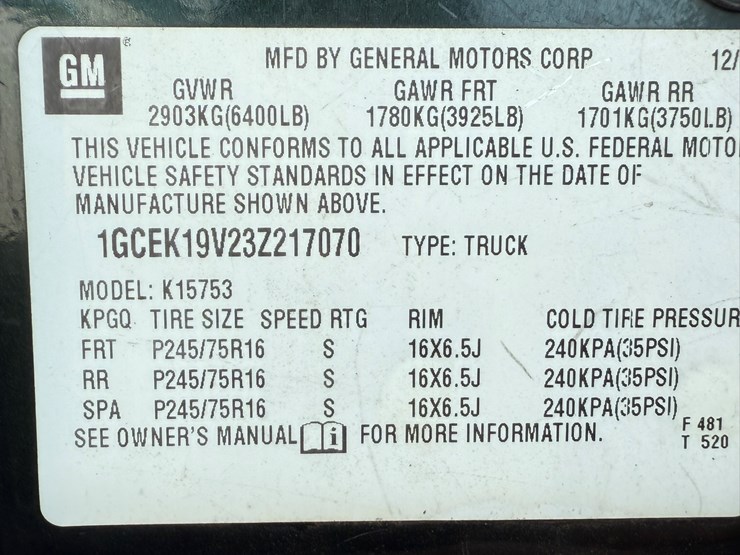 GM ®
MFD BY GENERAL MOTORS CORP 12/
GVWR GAWR FRT GAWR RR
2903KG(6400LB) 1780KG(3925LB) 1701KG(3750LB)
THIS VEHICLE CONFORMS TO ALL APPLICABLE U.S. FEDERAL MOTO
VEHICLE SAFETY STANDARDS IN EFFECT ON THE DATE OF
MANUFACTURE SHOWN ABOVE.
1GCEK19V23Z217070 TYPE: TRUCK
MODEL: K15753
KPGQ TIRE SIZE SPEED RTG RIM COLD TIRE PRESSUR
FRT P245/75R16 S 16X6.5J 240KPA(35PSI)
RR P245/75R16 S 16X6.5J 240KPA(35PSI)
SPA P245/75R16 S 16X6.5J 240KPA(35PSI)
SEE OWNER'S MANUAL i FOR MORE INFORMATION.
F 481
T 520